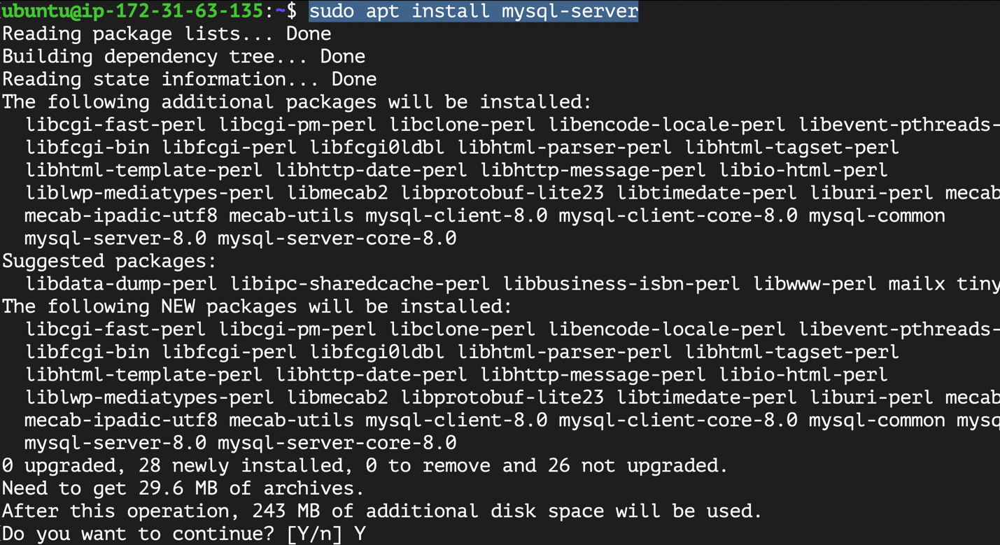 ubuntu@ip-172-31-63-135:~$ sudo apt install mysql-server
Reading package lists... Done
Building dependency tree... Done
Reading state information... Done
The following additional packages will be installed:
  libcgi-fast-perl libcgi-pm-perl libclone-perl libencode-locale-perl libevent-pthreads-
  libfcgi-bin libfcgi-perl libfcgi0ldbl libhtml-parser-perl libhtml-tagset-perl
  libhtml-template-perl libhttp-date-perl libhttp-message-perl libio-html-perl
  liblwp-mediatypes-perl libmecab2 libprotobuf-lite23 libtimedate-perl liburi-perl mecab
  mecab-ipadic-utf8 mecab-utils mysql-client-8.0 mysql-client-core-8.0 mysql-common
  mysql-server-8.0 mysql-server-core-8.0
Suggested packages:
  libdata-dump-perl libipc-sharedcache-perl libbusiness-isbn-perl libwww-perl mailx tiny
The following NEW packages will be installed:
  libcgi-fast-perl libcgi-pm-perl libclone-perl libencode-locale-perl libevent-pthreads-
  libfcgi-bin libfcgi-perl libfcgi0ldbl libhtml-parser-perl libhtml-tagset-perl
  libhtml-template-perl libhttp-date-perl libhttp-message-perl libio-html-perl
  liblwp-mediatypes-perl libmecab2 libprotobuf-lite23 libtimedate-perl liburi-perl mecab
  mecab-ipadic-utf8 mecab-utils mysql-client-8.0 mysql-client-core-8.0 mysql-common mysq
  mysql-server-8.0 mysql-server-core-8.0
0 upgraded, 28 newly installed, 0 to remove and 26 not upgraded.
Need to get 29.6 MB of archives.
After this operation, 243 MB of additional disk space will be used.
Do you want to continue? [Y/n] Y